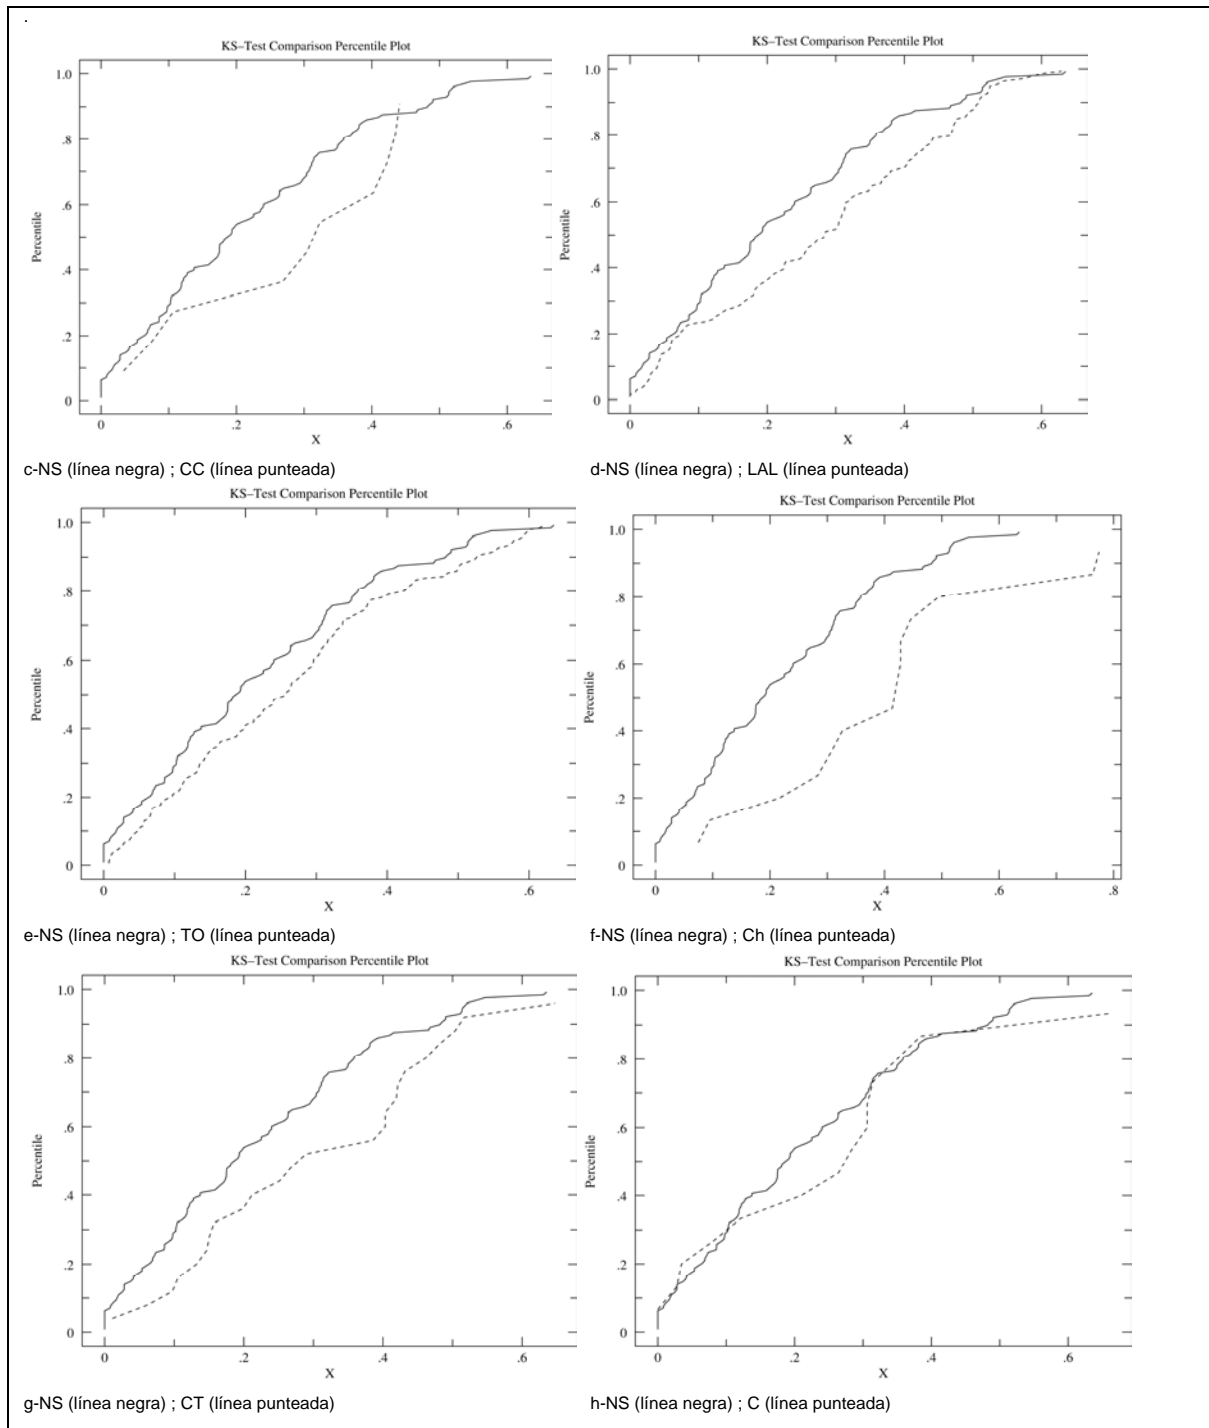 .
KS–Test Comparison Percentile Plot
1.0
.8
.6
.4
.2
0
Percentile
0
.2
.4
.6
X
c-NS (línea negra) ; CC (línea punteada)
KS–Test Comparison Percentile Plot
1.0
.8
.6
.4
.2
0
Percentile
0
.2
.4
.6
X
d-NS (línea negra) ; LAL (línea punteada)
KS–Test Comparison Percentile Plot
1.0
.8
.6
.4
.2
0
Percentile
0
.2
.4
.6
X
e-NS (línea negra) ; TO (línea punteada)
KS–Test Comparison Percentile Plot
1.0
.8
.6
.4
.2
0
Percentile
0
.2
.4
.6
.8
X
f-NS (línea negra) ; Ch (línea punteada)
KS–Test Comparison Percentile Plot
1.0
.8
.6
.4
.2
0
Percentile
0
.2
.4
.6
X
g-NS (línea negra) ; CT (línea punteada)
KS–Test Comparison Percentile Plot
1.0
.8
.6
.4
.2
0
Percentile
0
.2
.4
.6
X
h-NS (línea negra) ; C (línea punteada)